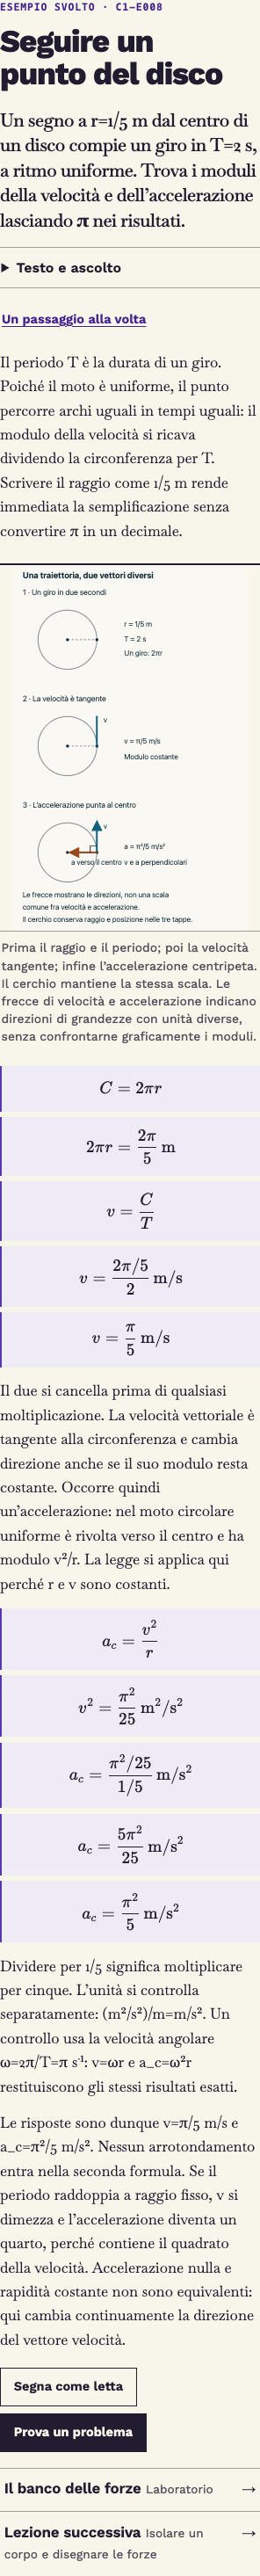 ESEMPIO SVOLTO · C1-E008
Seguire un
punto del disco
Un segno a r=1/5 m dal centro di
un disco compie un giro in T=2 s,
a ritmo uniforme. Trova i moduli
della velocità e dell’accelerazione
lasciando π nei risultati.
▶ Testo e ascolto
Un passaggio alla volta
Il periodo T è la durata di un giro.
Poiché il moto è uniforme, il punto
percorre archi uguali in tempi uguali: il
modulo della velocità si ricava
dividendo la circonferenza per T.
Scrivere il raggio come 1/5 m rende
immediata la semplificazione senza
convertire π in un decimale.
Una traiettoria, due vettori diversi
1 · Un giro in due secondi
r = 1/5 m
T = 2 s
Un giro: 2πr
2 · La velocità è tangente
v
v = π/5 m/s
Modulo costante
3 · L’accelerazione punta al centro
v
a = π²/5 m/s²
a verso il centro v e a perpendicolari
Le frecce mostrano le direzioni, non una scala
comune fra velocità e accelerazione.
Il cerchio conserva raggio e posizione nelle tre tappe.
Prima il raggio e il periodo; poi la velocità
tangente; infine l’accelerazione centripeta.
Il cerchio mantiene la stessa scala. Le
frecce di velocità e accelerazione indicano
direzioni di grandezze con unità diverse,
senza confrontarne graficamente i moduli.
C = 2πr
2πr = 2π/5 m
v = C/T
v = (2π/5)/2 m/s
v = π/5 m/s
Il due si cancella prima di qualsiasi
moltiplicazione. La velocità vettoriale è
tangente alla circonferenza e cambia
direzione anche se il suo modulo resta
costante. Occorre quindi
un’accelerazione: nel moto circolare
uniforme è rivolta verso il centro e ha
modulo v²/r. La legge si applica qui
perché r e v sono costanti.
a_c = v²/r
v² = π²/25 m²/s²
a_c = (π²/25)/(1/5) m/s²
a_c = 5π²/25 m/s²
a_c = π²/5 m/s²
Dividere per 1/5 significa moltiplicare
per cinque. L’unità si controlla
separatamente: (m²/s²)/m=m/s². Un
controllo usa la velocità angolare
ω=2π/T=π s⁻¹: v=ωr e a_c=ω²r
restituiscono gli stessi risultati esatti.
Le risposte sono dunque v=π/5 m/s e
a_c=π²/5 m/s². Nessun arrotondamento
entra nella seconda formula. Se il
periodo raddoppia a raggio fisso, v si
dimezza e l’accelerazione diventa un
quarto, perché contiene il quadrato
della velocità. Accelerazione nulla e
rapidità costante non sono equivalenti:
qui cambia continuamente la direzione
del vettore velocità.
Segna come letta
Prova un problema
Il banco delle forze Laboratorio →
Lezione successiva Isolare un →
corpo e disegnare le forze